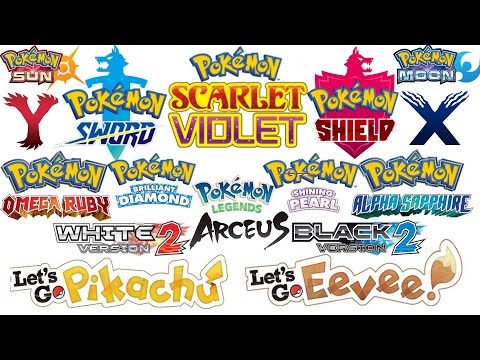 Pokémon
SUN
Y
Pokémon
SWORD
Pokémon
SCARLET
VIOLET
Pokémon
SHIELD
Pokémon
MOON
X
Pokémon
OMEGA RUBY
Pokémon
BRILLIANT
DIAMOND
Pokémon
LEGENDS
ARCEUS
Pokémon
SHINING
PEARL
Pokémon
ALPHA SAPPHIRE
WHITE 2
VERSION
BLACK 2
VORSION
Let's
Go Pikachu
Let's
Go Eevee!